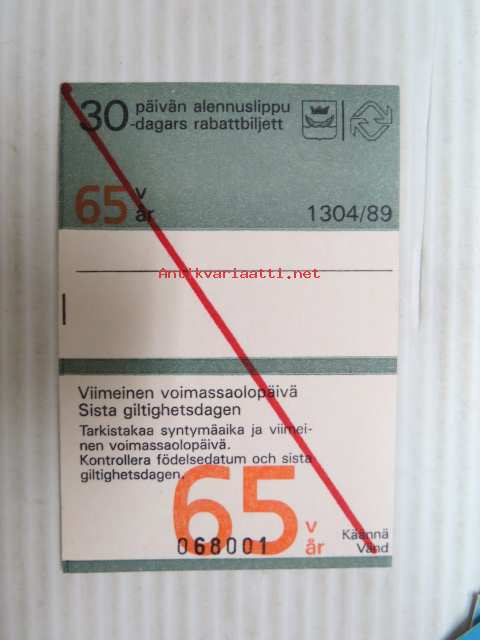 30 päivän alennuslippu
-dagars rabattbiljett
65 v
år
1304/89
Antikvariaatti.net
Viimeinen voimassaolopäivä
Sista giltighetsdagen
Tarkistakaa syntymäaika ja viimei-
nen voimassaolopäivä.
Kontrollera födelsedatum och sista
giltighetsdagen.
65 v
år
068001
Käännä
Vänd